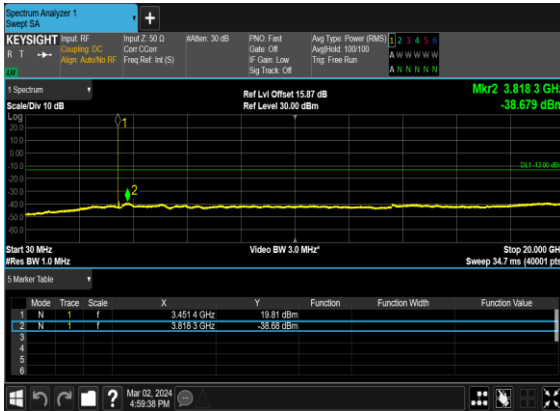 Spectrum Analyzer 1
Swept SA
KEYSIGHT Input: RF Input Z: 50 Ω #Atten: 30 dB PNO: Fast Avg Type: Power (RMS) 1 2 3 4 5 6
R T Coupling: DC Corr CCorr Gate: Off Avg|Hold: 100/100 A W W W W W
Align: Auto/No RF Freq Ref: Int (S) IF Gain: Low Trig: Free Run
Sig Track: Off A N N N N N
1 Spectrum Ref Lvl Offset 15.87 dB Mkr2 3.818 3 GHz
Scale/Div 10 dB Ref Level 30.00 dBm -38.679 dBm
Log
20.0
10.0
0.00
-10.0
-20.0
-30.0
-40.0
-50.0
-60.0
1
2
DL1 -13.00 dBm
Start 30 MHz Video BW 3.0 MHz* Stop 20.000 GHz
#Res BW 1.0 MHz Sweep 34.7 ms (40001 pts)
5 Marker Table
Mode Trace Scale X Y Function Function Width Function Value
1 N 1 f 3.451 4 GHz 19.81 dBm
2 N 1 f 3.818 3 GHz -38.68 dBm
3
4
5
6
? Mar 02, 2024
4:59:38 PM